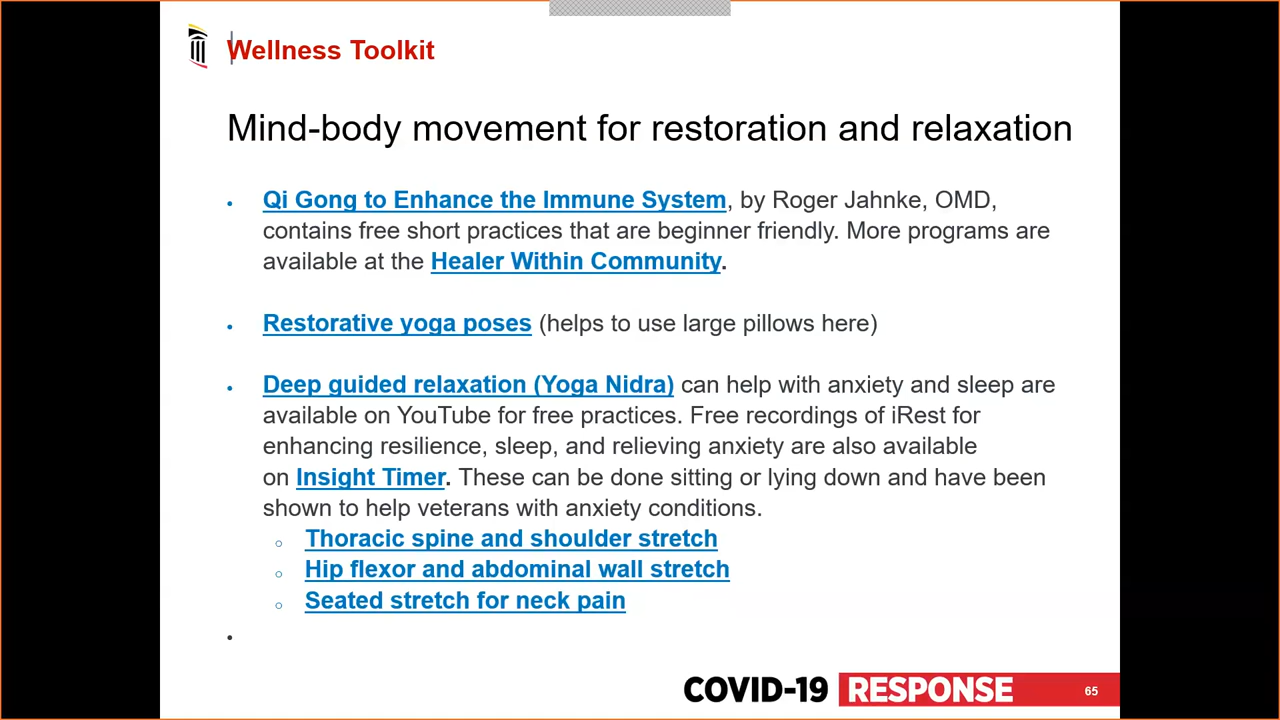 Wellness Toolkit
Mind-body movement for restoration and relaxation
• Qi Gong to Enhance the Immune System, by Roger Jahnke, OMD,
contains free short practices that are beginner friendly. More programs are
available at the Healer Within Community.
• Restorative yoga poses (helps to use large pillows here)
• Deep guided relaxation (Yoga Nidra) can help with anxiety and sleep are
available on YouTube for free practices. Free recordings of iRest for
enhancing resilience, sleep, and relieving anxiety are also available
on Insight Timer. These can be done sitting or lying down and have been
shown to help veterans with anxiety conditions.
○ Thoracic spine and shoulder stretch
○ Hip flexor and abdominal wall stretch
○ Seated stretch for neck pain
•
COVID-19 RESPONSE 65